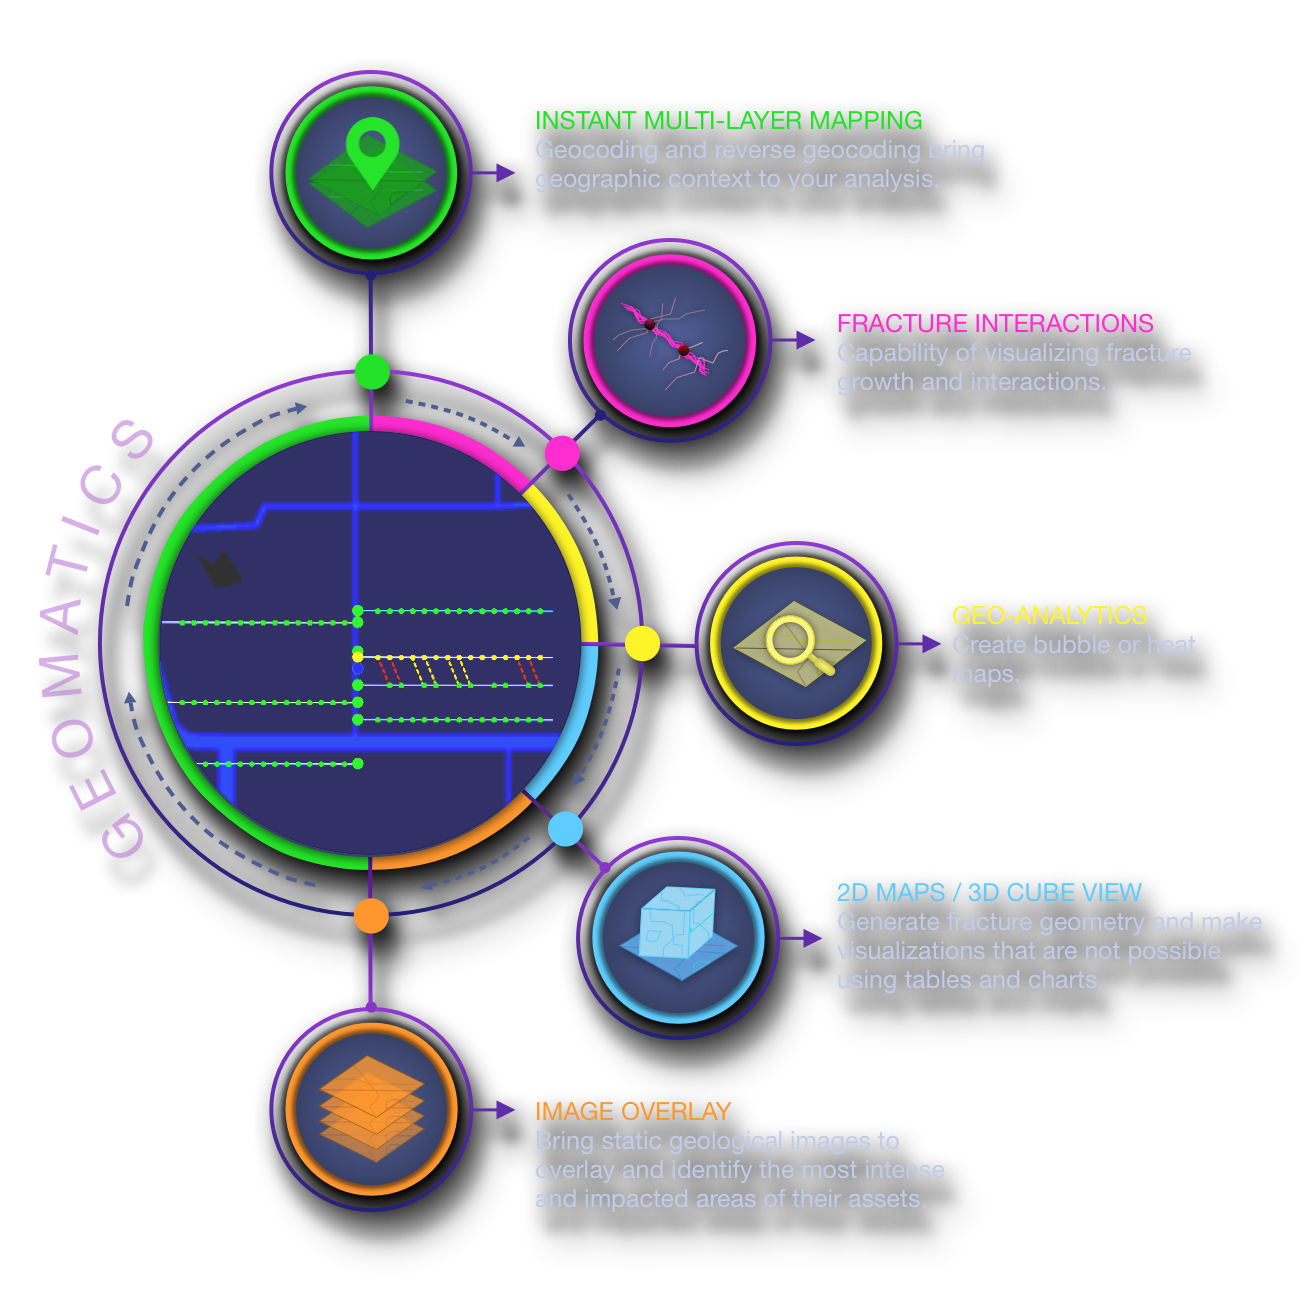 GEOMATICS
INSTANT MULTI-LAYER MAPPING
Geocoding and reverse geocoding bring
geographic context to your analysis.
FRACTURE INTERACTIONS
Capability of visualizing fracture
growth and interactions.
GEO-ANALYTICS
Create bubble or heat
maps.
2D MAPS / 3D CUBE VIEW
Generate fracture geometry and make
visualizations that are not possible
using tables and charts.
IMAGE OVERLAY
Bring static geological images to
overlay and identify the most intense
and impacted areas of their assets.